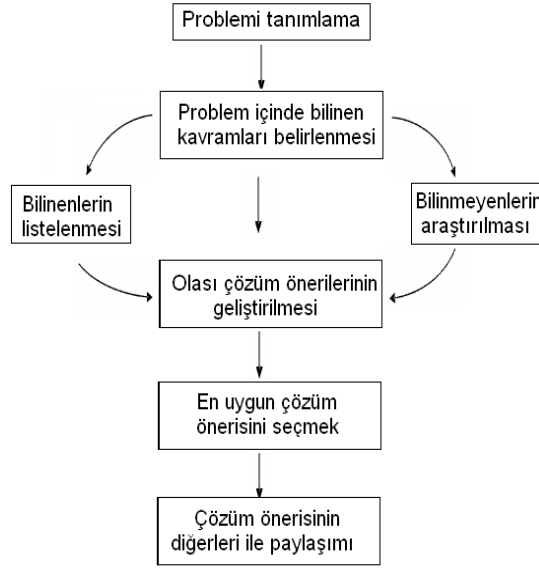 Problemi tanımlama
Problem içinde bilinen
kavramları belirlenmesi
Bilinenlerin
listelenmesi
Bilinmeyenlerin
araştırılması
Olası çözüm önerilerinin
geliştirilmesi
En uygun çözüm
önerisini seçmek
Çözüm önerisinin
diğerleri ile paylaşımı